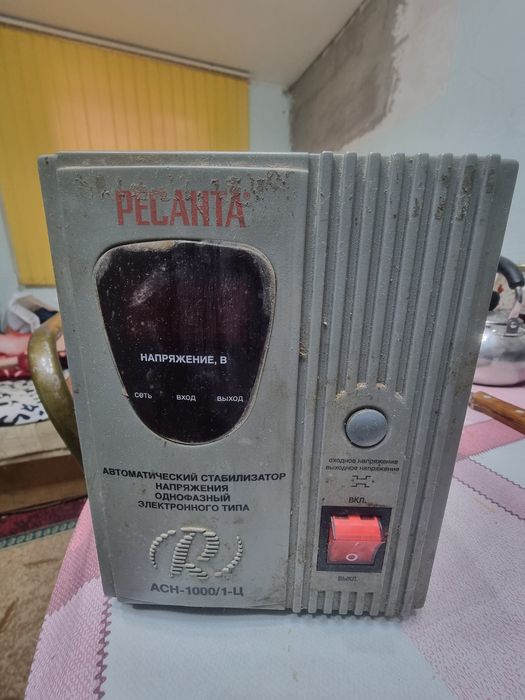 РЕСАНТА®
НАПРЯЖЕНИЕ, В
сеть вход выход
АВТОМАТИЧЕСКИЙ СТАБИЛИЗАТОР
НАПРЯЖЕНИЯ
ОДНОФАЗНЫЙ
ЭЛЕКТРОННОГО ТИПА
R
АСН-1000/1-Ц
входное напряжение
выходное напряжение
ВКЛ.
ВЫКЛ.